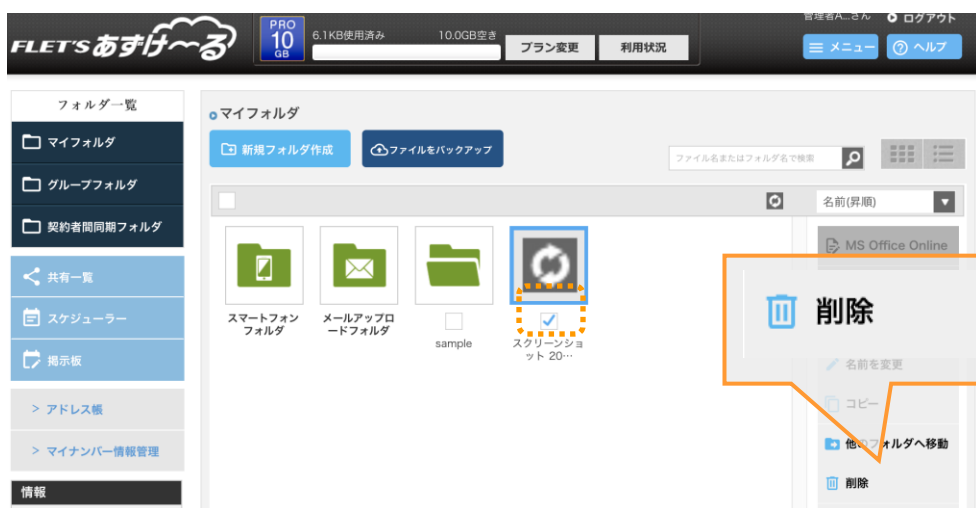 管理者A...さん
ログアウト
FLET'S あずけ〜る
PRO
10
GB
6.1KB使用済み
10.0GB空き
プラン変更
利用状況
メニュー
ヘルプ
フォルダ一覧
マイフォルダ
グループフォルダ
契約者間同期フォルダ
共有一覧
スケジューラー
掲示板
> アドレス帳
> マイナンバー情報管理
情報
マイフォルダ
新規フォルダ作成
ファイルをバックアップ
ファイル名またはフォルダ名で検索
名前(昇順)
スマートフォン
フォルダ
メールアップロ
ードフォルダ
sample
スクリーンショ
ット 20…
MS Office Online
削除
名前を変更
コピー
他のフォルダへ移動
削除